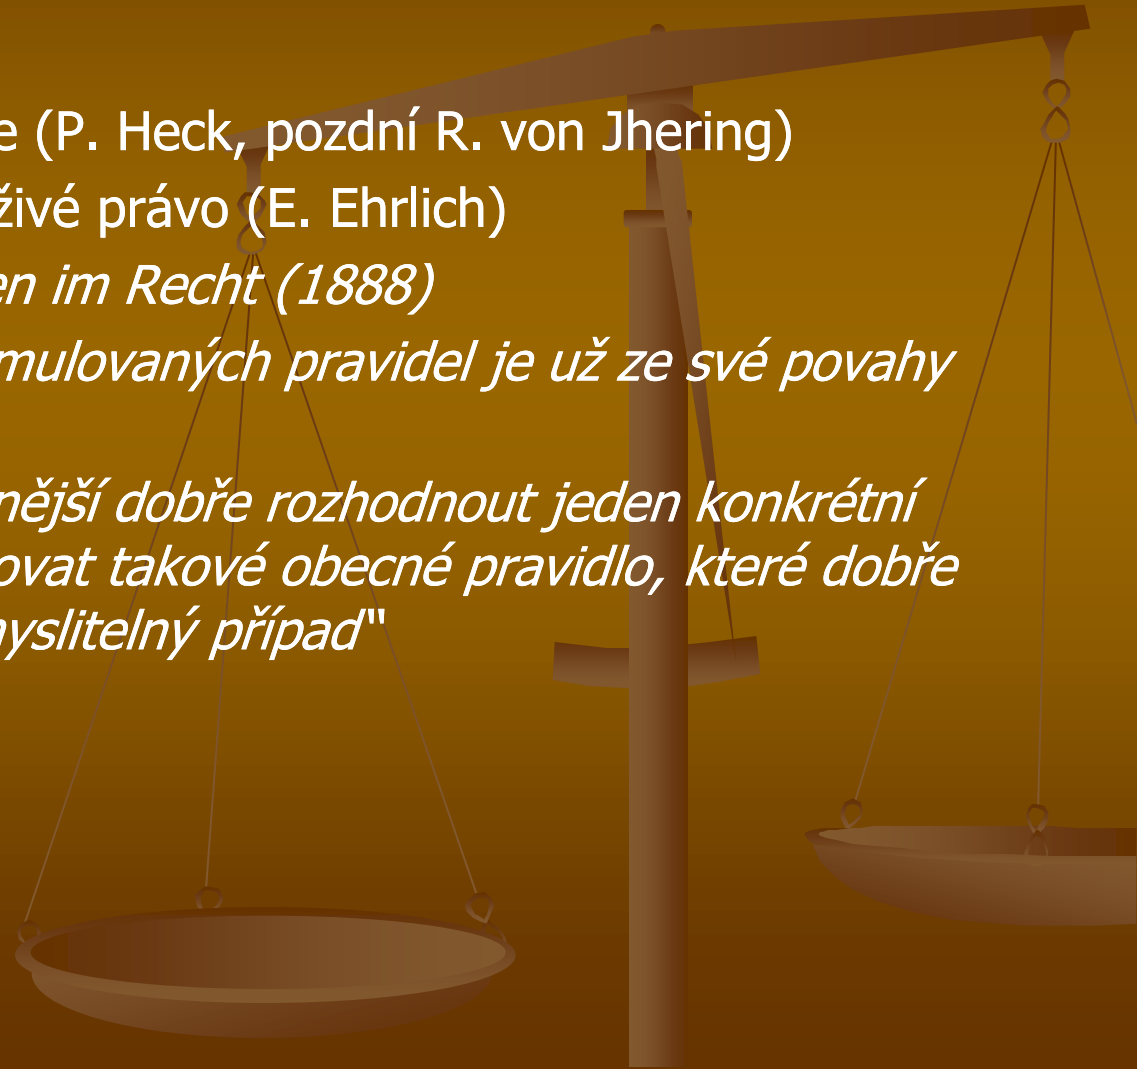 e (P. Heck, pozdní R. von Jhering)
živé právo (E. Ehrlich)
en im Recht (1888)
mulovaných pravidel je už ze své povahy
nější dobře rozhodnout jeden konkrétní
ovat takové obecné pravidlo, které dobře
yslitelný případ“